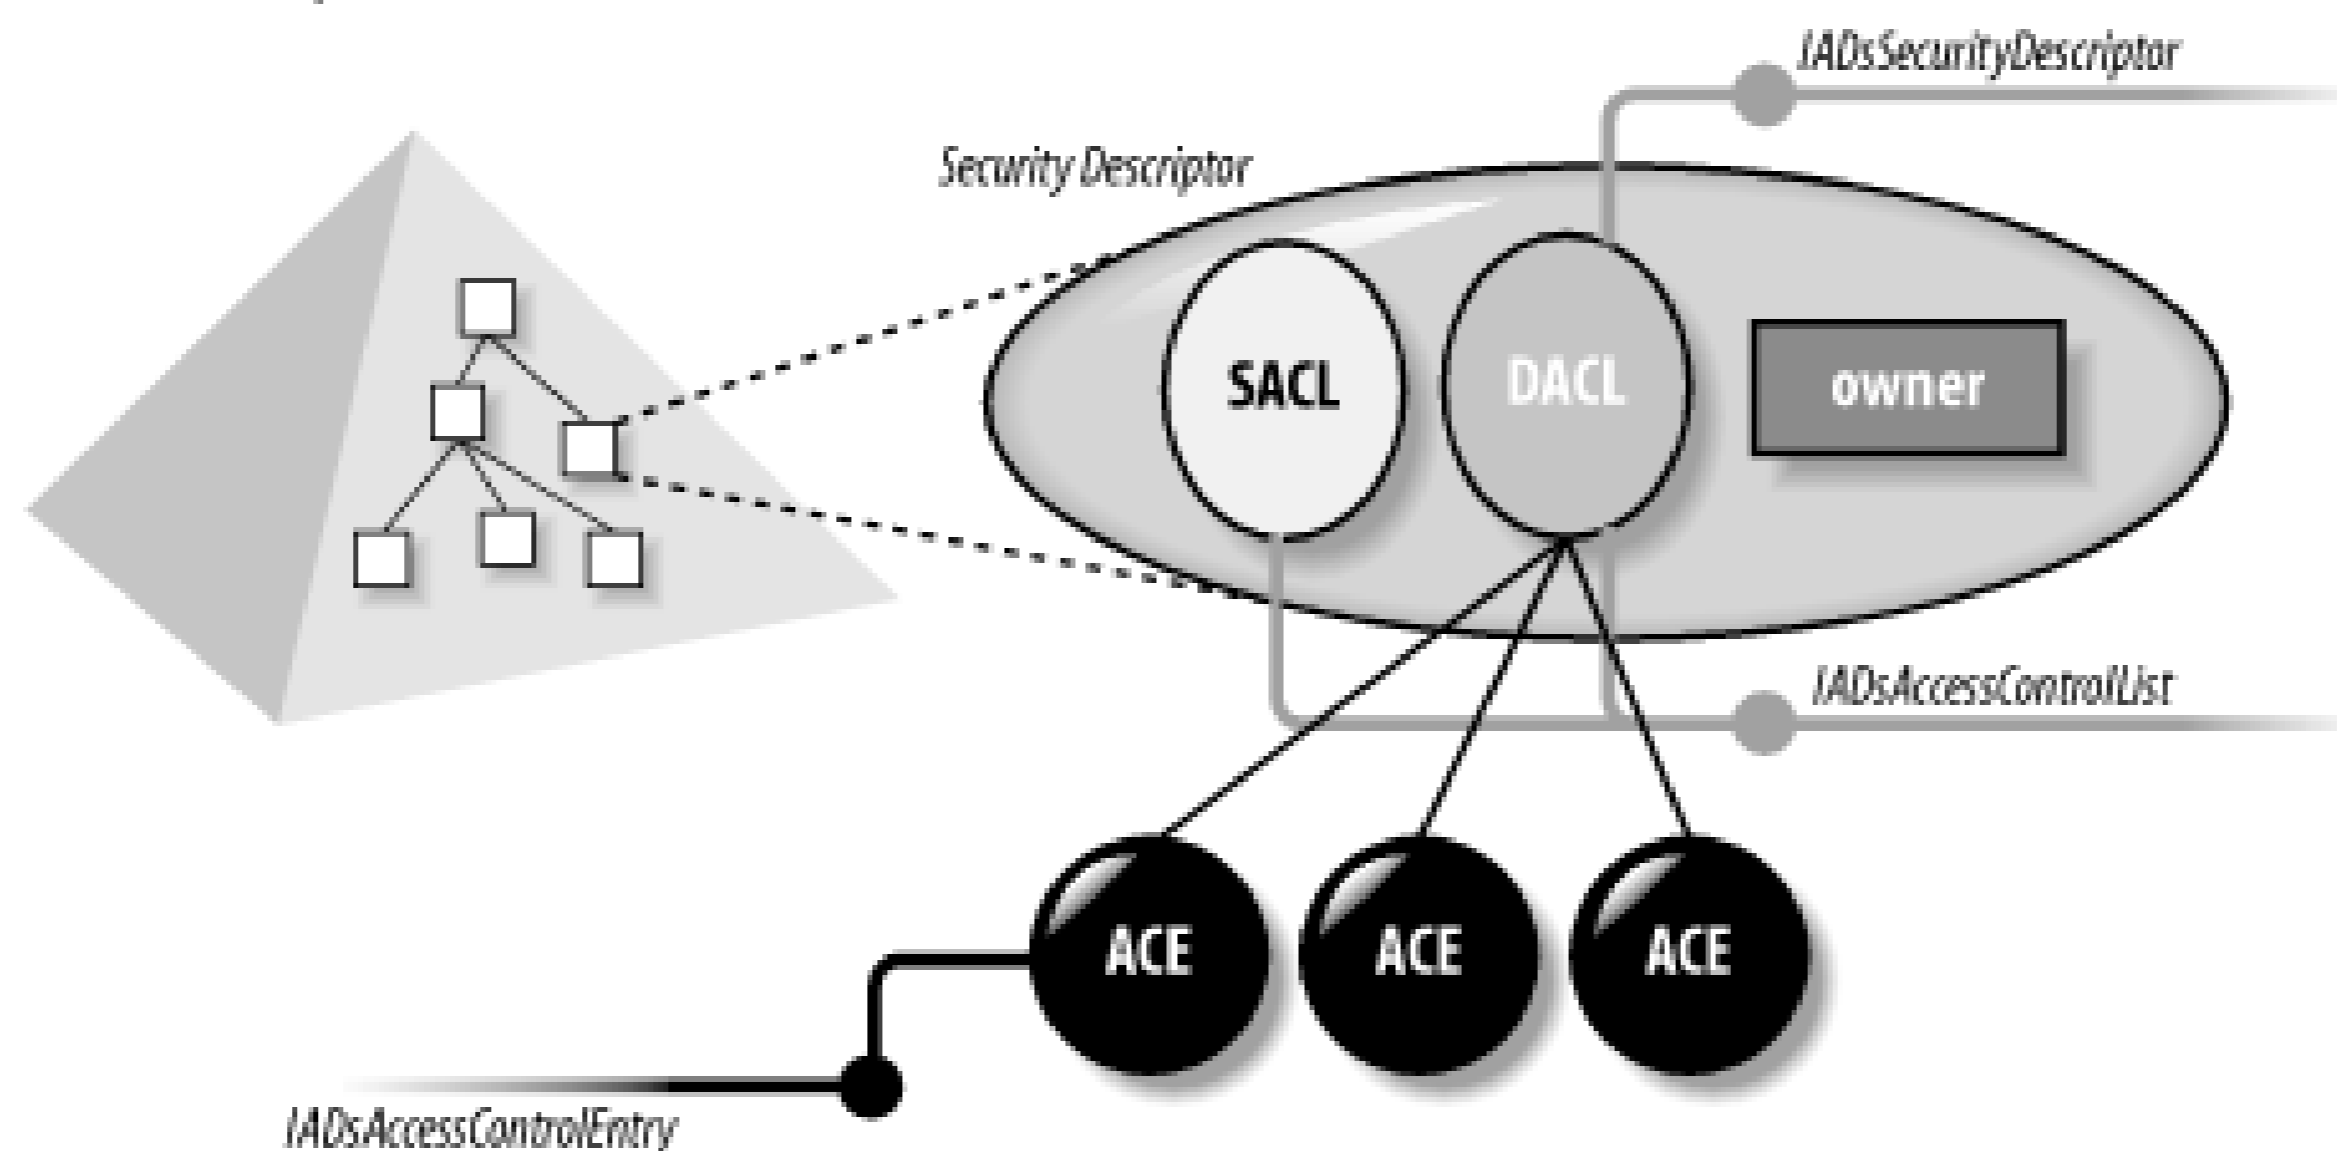 IADsSecurityDescriptor
Security Descriptor
SACL
DACL
owner
IADsAccessControlList
ACE
ACE
ACE
IADsAccessControlEntry